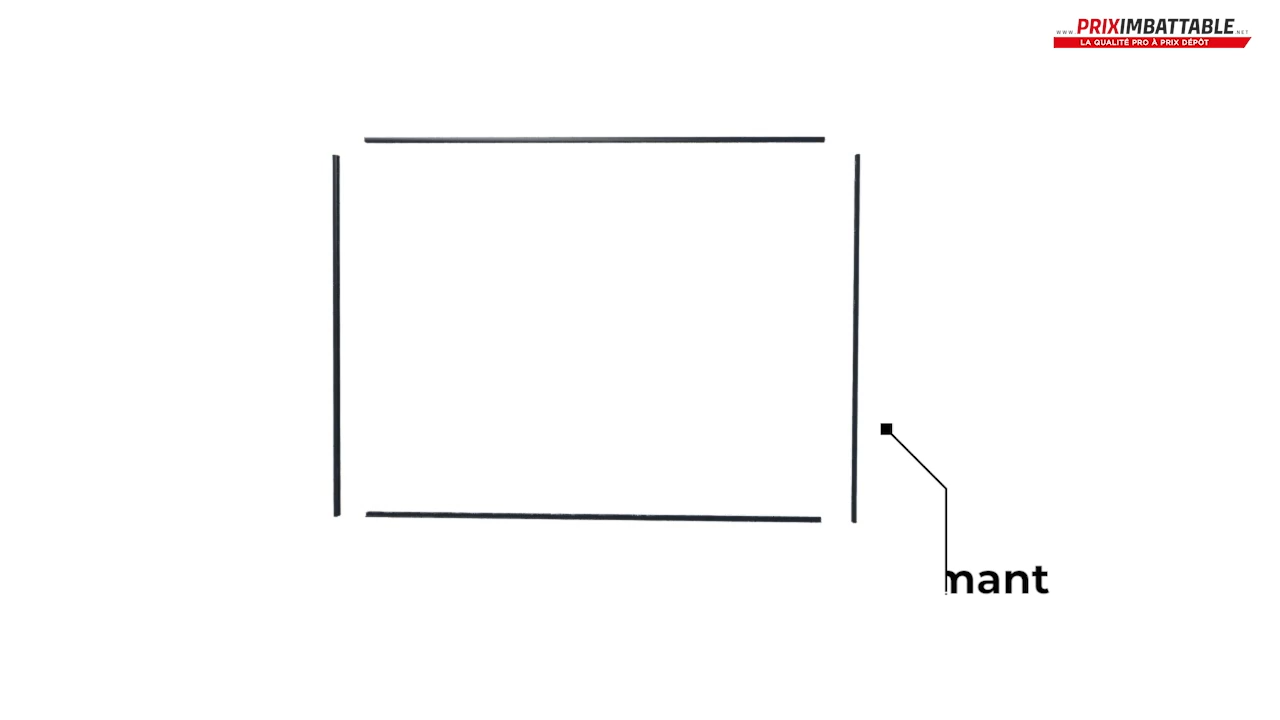 WWW. PRIXIMBATTABLE .NET
LA QUALITÉ PRO À PRIX DÉPÔT
mant